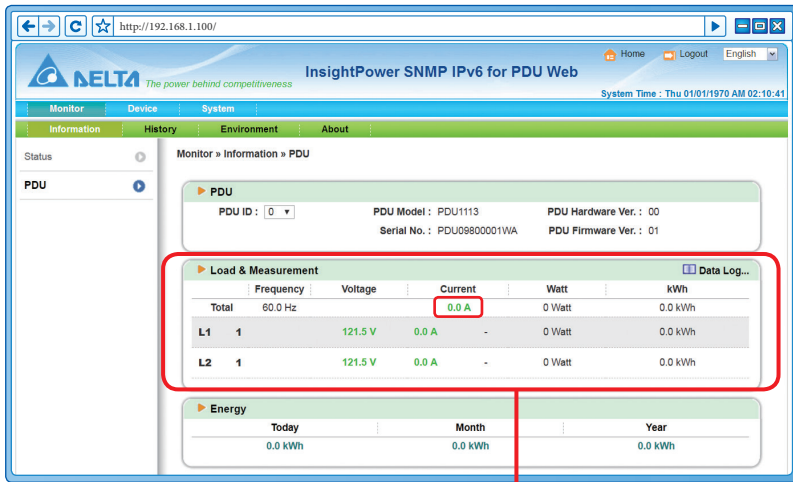 http://192.168.1.100/
Home Logout English
DELTA The power behind competitiveness
InsightPower SNMP IPv6 for PDU Web
System Time : Thu 01/01/1970 AM 02:10:41
Monitor Device System
Information History Environment About
Status
PDU
Monitor » Information » PDU
PDU
PDU ID : 0 PDU Model : PDU1113 PDU Hardware Ver. : 00
Serial No. : PDU09800001WA PDU Firmware Ver. : 01
Load & Measurement Data Log...
Frequency Voltage Current Watt kWh
Total 60.0 Hz 0.0 A 0 Watt 0.0 kWh
L1 1 121.5 V 0.0 A - 0 Watt 0.0 kWh
L2 1 121.5 V 0.0 A - 0 Watt 0.0 kWh
Energy
Today Month Year
0.0 kWh 0.0 kWh 0.0 kWh